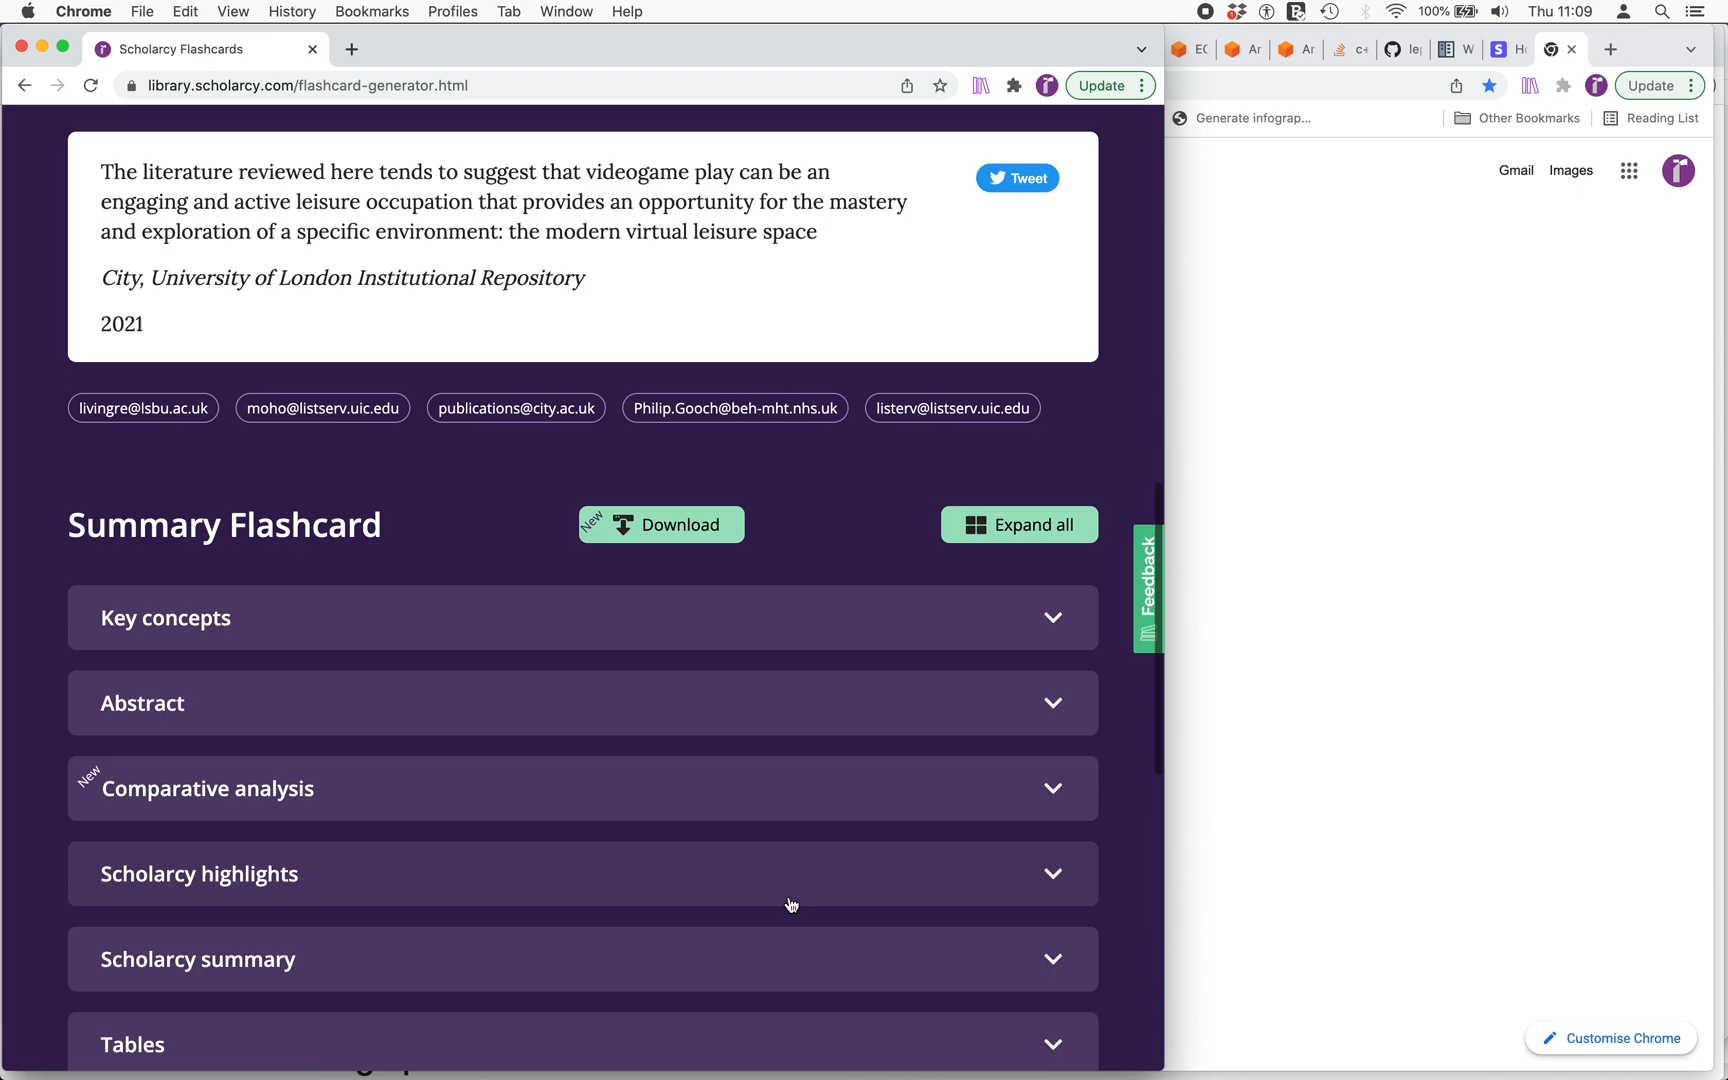 Chrome File Edit View History Bookmarks Profiles Tab Window Help 100% Thu 11:09
Scholarcy Flashcards
EC Ar Ar c+ le W Ho
library.scholarcy.com/flashcard-generator.html Update Update
Generate infograp... Other Bookmarks Reading List
Gmail Images
The literature reviewed here tends to suggest that videogame play can be an
engaging and active leisure occupation that provides an opportunity for the mastery
and exploration of a specific environment: the modern virtual leisure space
Tweet
City, University of London Institutional Repository
2021
livingre@lsbu.ac.uk moho@listserv.uic.edu publications@city.ac.uk Philip.Gooch@beh-mht.nhs.uk listerv@listserv.uic.edu
Summary Flashcard New Download Expand all
Feedback
Key concepts
Abstract
New Comparative analysis
Scholarcy highlights
Scholarcy summary
Tables
Customise Chrome